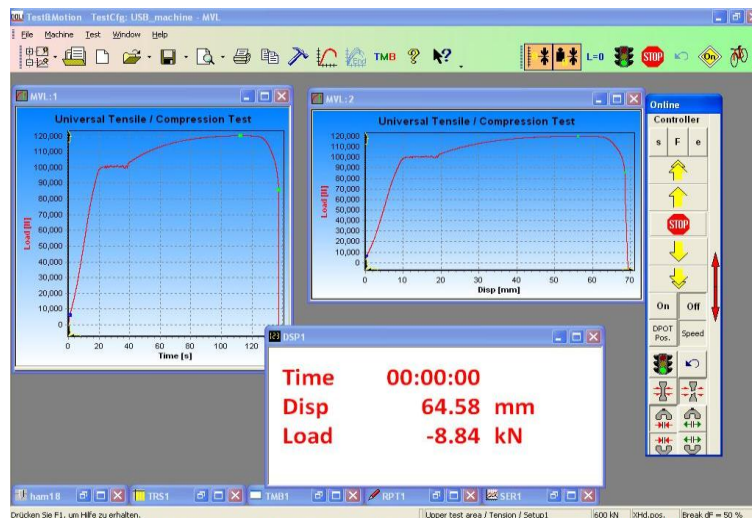 Test&Motion TestCfg: USB_machine - MVL
File Machine Test Window Help
TMB
L=0
STOP
On
MVL:1
Universal Tensile / Compression Test
120,000
110,000
100,000
90,000
80,000
70,000
60,000
50,000
40,000
30,000
20,000
10,000
0
Load [N]
0 20 40 60 80 100 120
Time [s]
MVL:2
Universal Tensile / Compression Test
120,000
110,000
100,000
90,000
80,000
70,000
60,000
50,000
40,000
30,000
20,000
10,000
0
Load [N]
0 10 20 30 40 50 60 70
Disp [mm]
Online
Controller
s F e
STOP
On Off
DPOT Speed
Pos.
DSP1
Time 00:00:00
Disp 64.58 mm
Load -8.84 kN
ham18 TRS1 TMB1 RPT1 SER1
Drücken Sie F1, um Hilfe zu erhalten. Upper test area / Tension / Setup1 600 kN XHd.pos. Break dF = 50 %